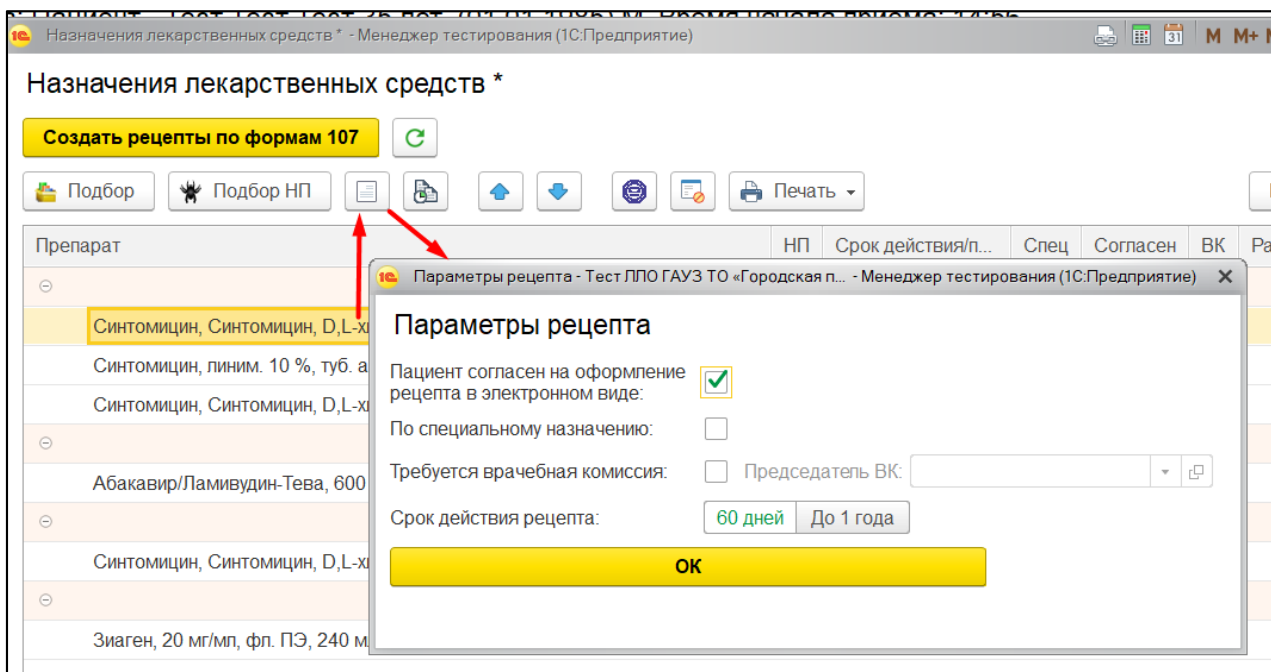 Назначения лекарственных средств * - Менеджер тестирования (1С:Предприятие)
31 M M+
Назначения лекарственных средств *
Создать рецепты по формам 107
Подбор Подбор НП Печать
Препарат НП Срок действия/п... Спец Согласен ВК
Параметры рецепта - Тест ЛПО ГАУЗ ТО «Городская п... - Менеджер тестирования (1С:Предприятие)
Параметры рецепта
Синтомицин, Синтомицин, D,L-х
Синтомицин, линим. 10 %, туб. а
Синтомицин, Синтомицин, D,L-х
Абакавир/Ламивудин-Тева, 600
Синтомицин, Синтомицин, D,L-х
Зиаген, 20 мг/мл, фл. ПЭ, 240 м
Пациент согласен на оформление
рецепта в электронном виде:
По специальному назначению:
Требуется врачебная комиссия: Председатель ВК:
Срок действия рецепта: 60 дней До 1 года
ОК